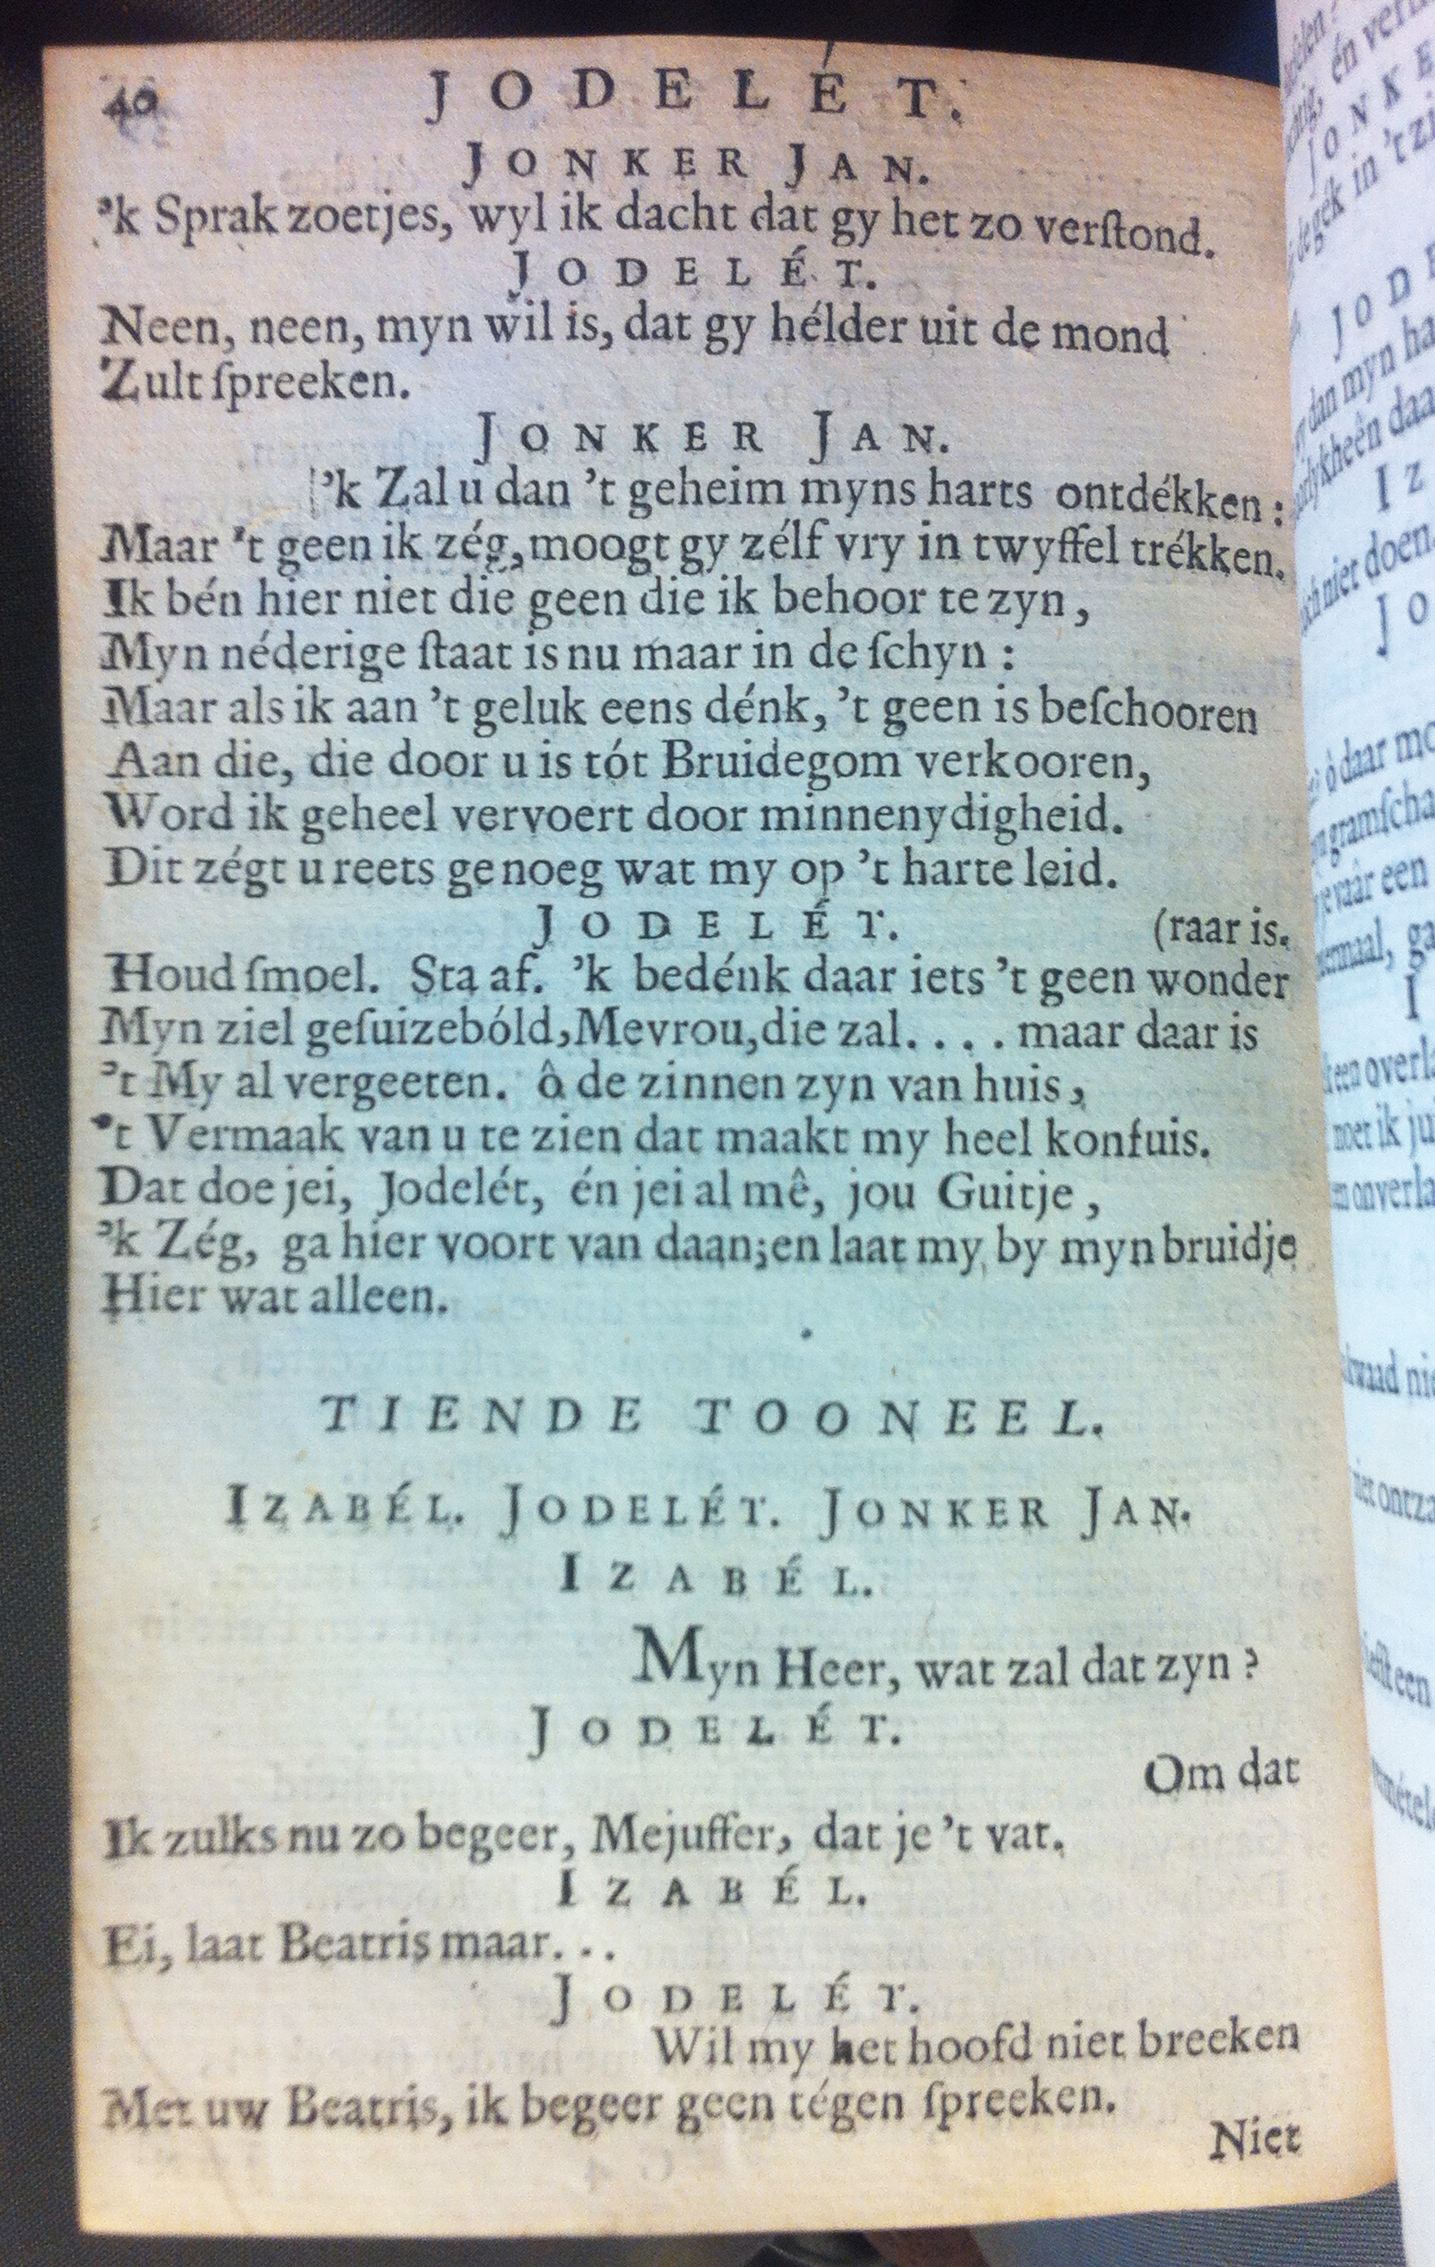 40 JODELÉT.
JONKER JAN.
'k Sprak zoetjes, wyl ik dacht dat gy het zo verſtond.
JODELÉT.
Neen, neen, myn wil is, dat gy hélder uit de mond
Zult ſpreeken.
JONKER JAN.
'k Zal u dan 't geheim myns harts ontdékken:
Maar 't geen ik zég, moogt gy zélf vry in twyffel trékken.
Ik bén hier niet die geen die ik behoor te zyn,
Myn néderige ſtaat is nu maar in de ſchyn:
Maar als ik aan 't geluk eens dénk, 't geen is beſchooren
Aan die, die door u is tót Bruidegom verkooren,
Word ik geheel vervoert door minnenydigheid.
Dit zégt u reets genoeg wat my op 't harte leid.
JODELÉT. (raar is.
Houd ſmoel. Sta af. 'k bedénk daar iets 't geen wonder
Myn ziel geſuizebóld, Mevrou, die zal.... maar daar is
't My al vergeeten. ô de zinnen zyn van huis,
't Vermaak van u te zien dat maakt my heel konfuis.
Dat doe jei, Jodelét, én jei al mê, jou Guitje,
'k Zég, ga hier voort van daan; en laat my by myn bruidje
Hier wat alleen.
TIENDE TOONEEL.
IZABÉL. JODELÉT. JONKER JAN.
IZABÉL.
Myn Heer, wat zal dat zyn?
JODELÉT.
Om dat
Ik zulks nu zo begeer, Mejuffer, dat je 't vat.
IZABÉL.
Ei, laat Beatris maar...
JODELÉT.
Wil my het hoofd niet breeken
Met uw Beatris, ik begeer geen tégen ſpreeken.
Niet